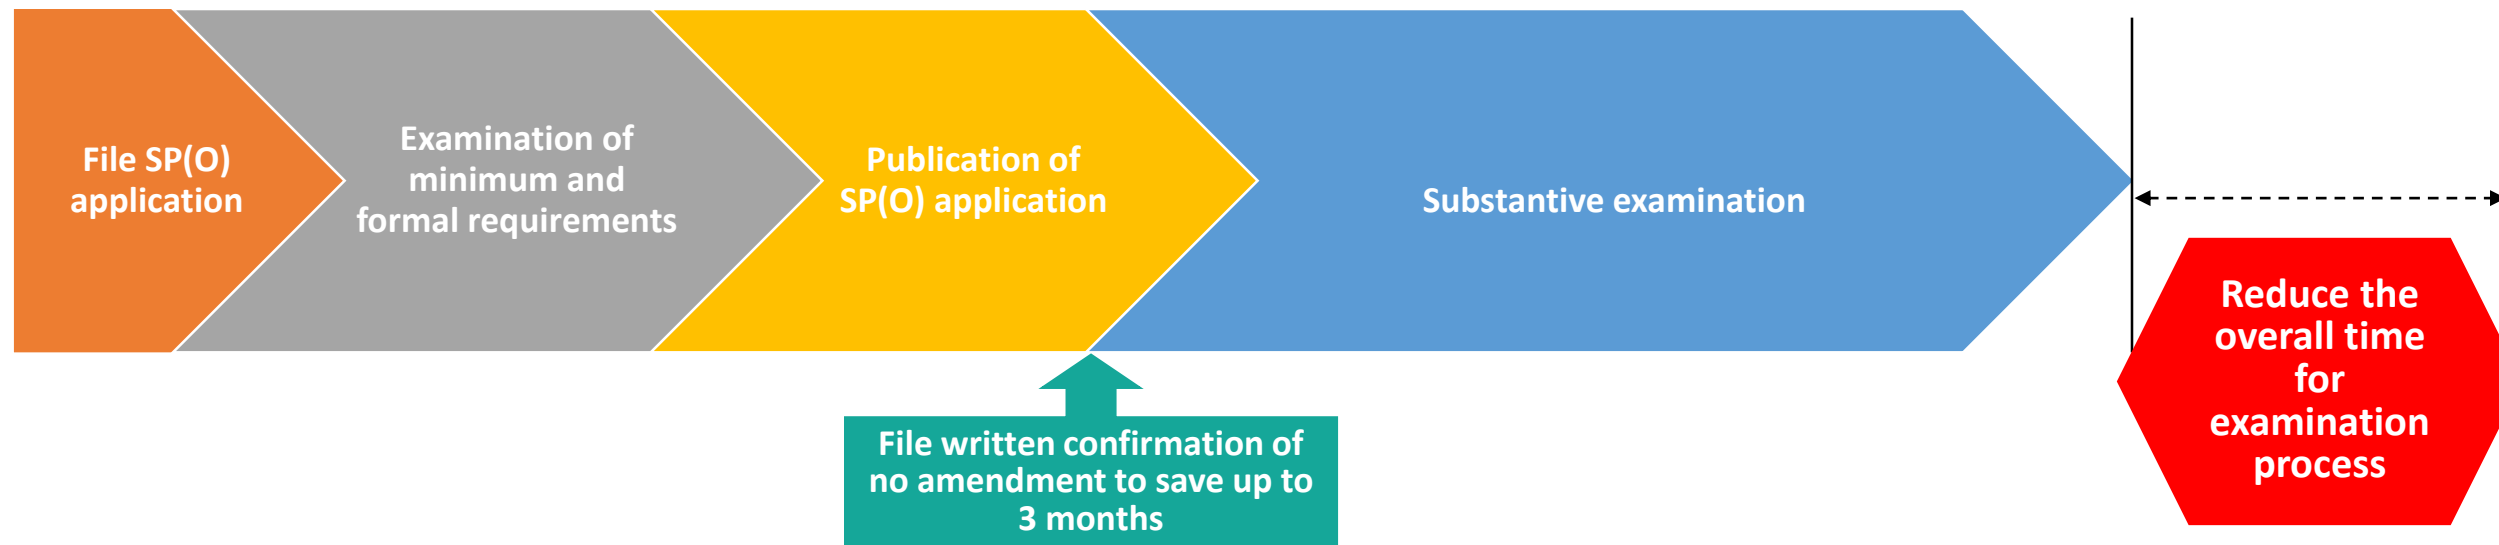 File SP(O)
application
Examination of
minimum and
formal requirements
Publication of
SP(O) application
Substantive examination
File written confirmation of
no amendment to save up to
3 months
Reduce the
overall time
for
examination
process